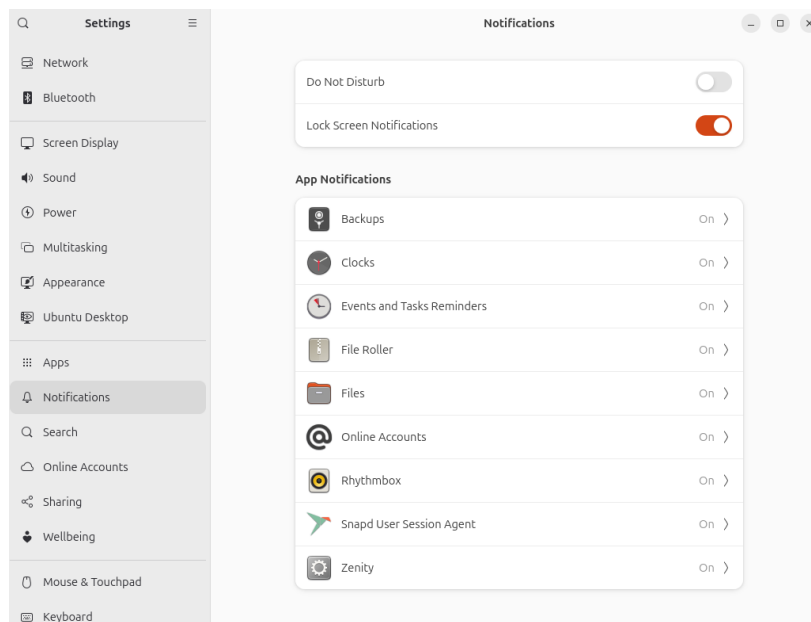 Settings
Network
Bluetooth
Screen Display
Sound
Power
Multitasking
Appearance
Ubuntu Desktop
Apps
Notifications
Search
Online Accounts
Sharing
Wellbeing
Mouse & Touchpad
Keyboard
Notifications
Do Not Disturb
Lock Screen Notifications
App Notifications
Backups On
Clocks On
Events and Tasks Reminders On
File Roller On
Files On
Online Accounts On
Rhythmbox On
Snapd User Session Agent On
Zenity On